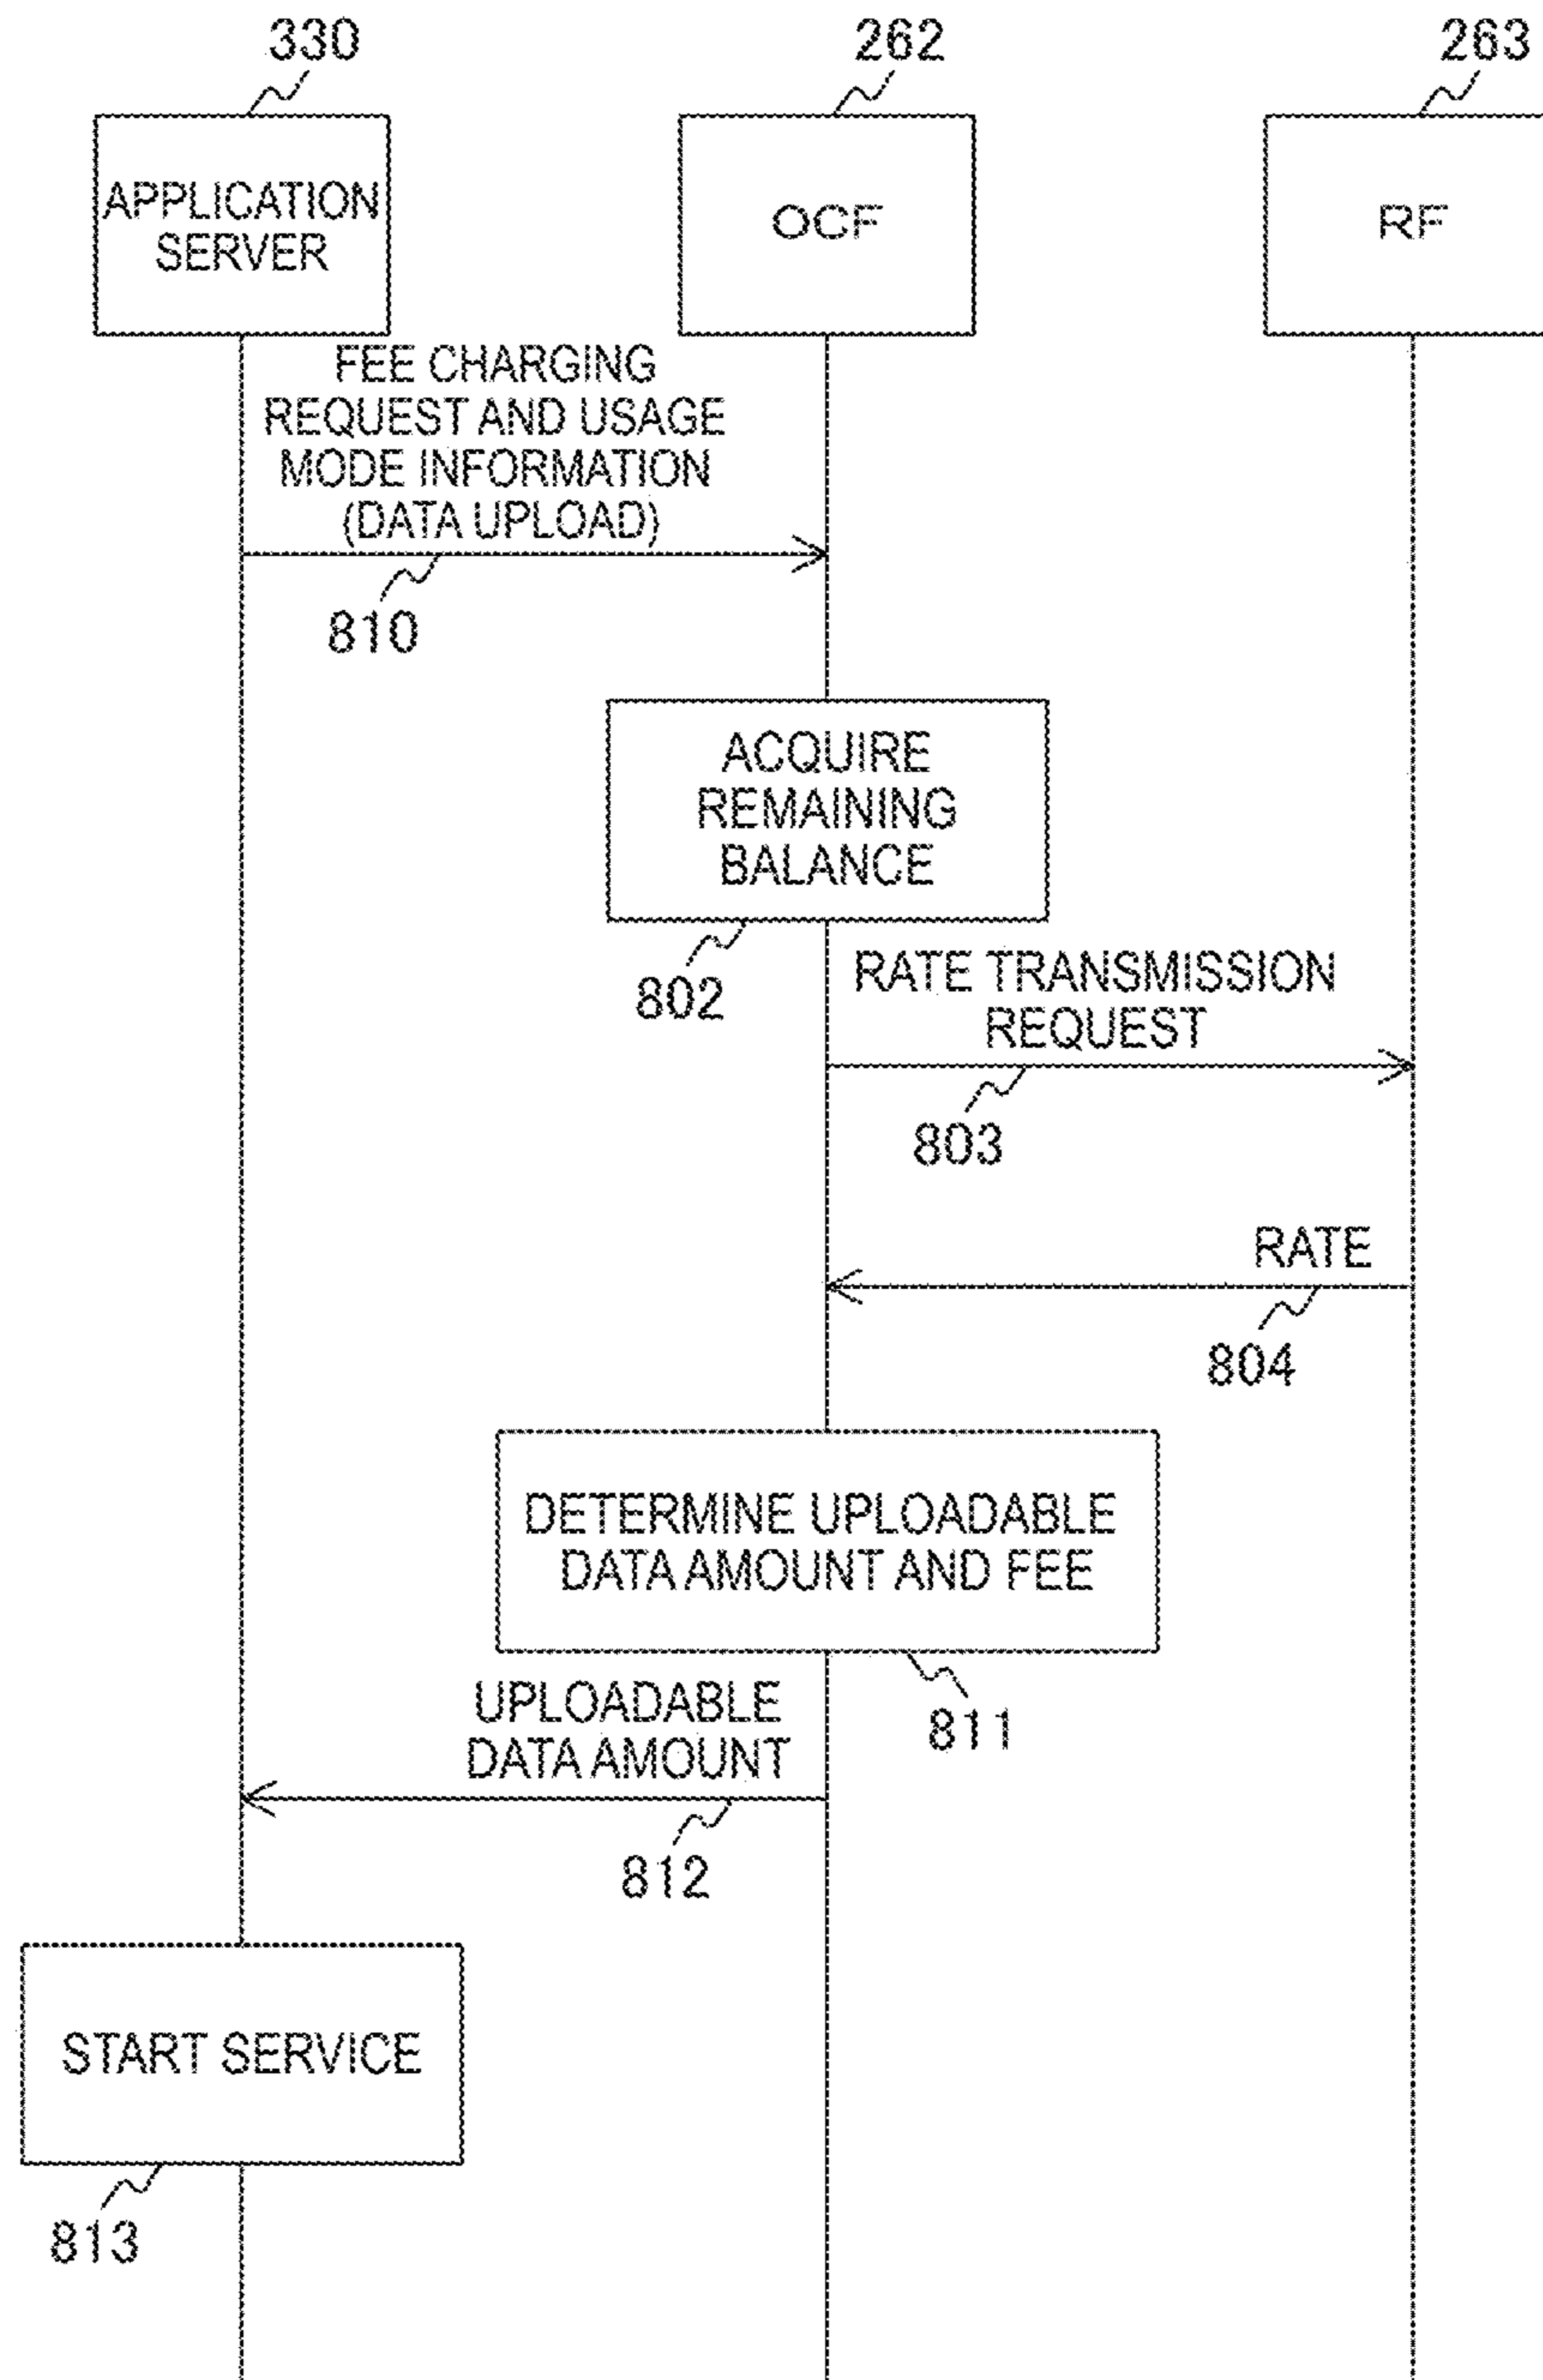 330
262
263
APPLICATION
SERVER
OCF
RF
FEE CHARGING
REQUEST AND USAGE
MODE INFORMATION
(DATA UPLOAD)
810
ACQUIRE
REMAINING
BALANCE
802
RATE TRANSMISSION
REQUEST
803
RATE
804
DETERMINE UPLOADABLE
DATA AMOUNT AND FEE
811
UPLOADABLE
DATA AMOUNT
812
START SERVICE
813